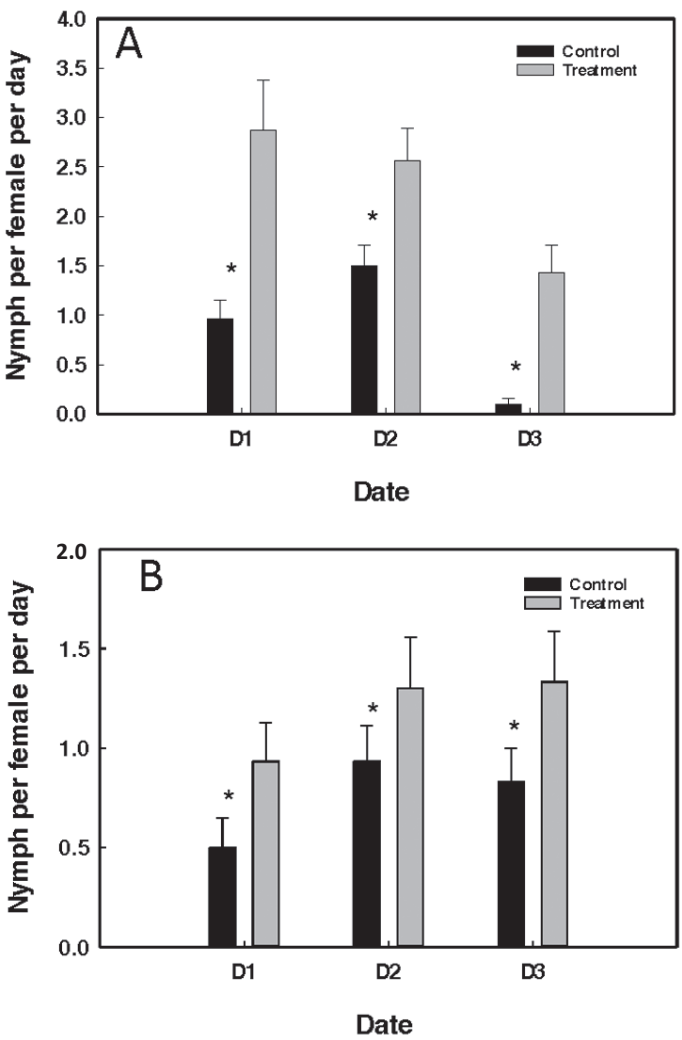 A
Control
Treatment
Nymph per female per day
4.0
3.5
3.0
2.5
2.0
1.5
1.0
0.5
0.0
*
*
*
D1 D2 D3
Date
B
Control
Treatment
Nymph per female per day
2.0
1.5
1.0
0.5
0.0
*
*
*
D1 D2 D3
Date